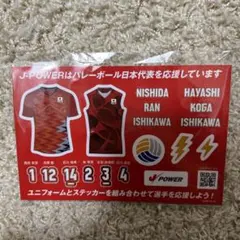 J-POWERはバレーボール日本代表を応援しています
NISHIDA
RAN
ISHIKAWA
HAYASHI
KOGA
ISHIKAWA
1 12 14 2 3 4
J POWER
ユニフォームとステッカーを組み合わせて選手を応援しよう!